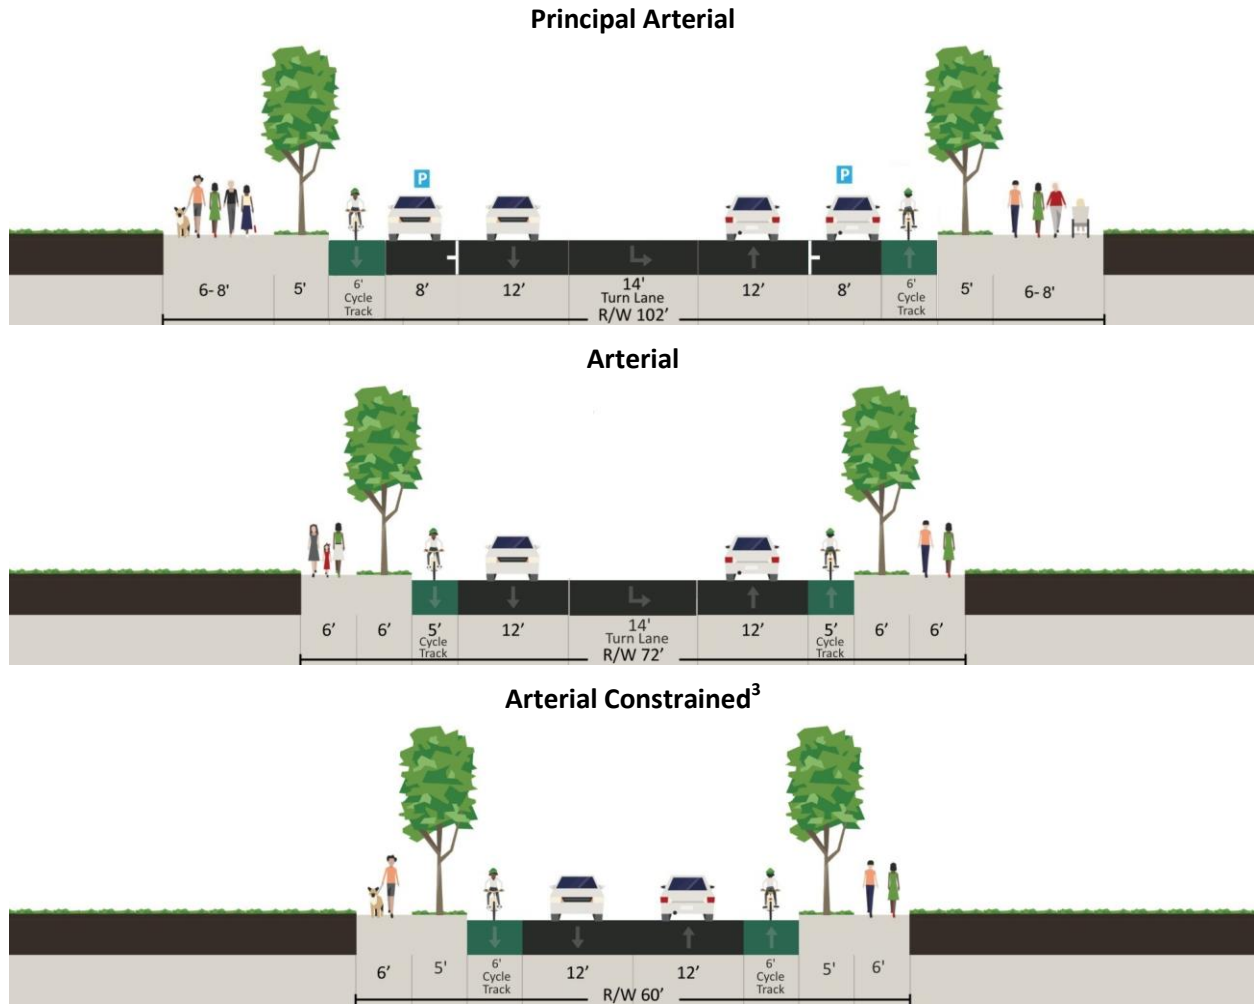 Principal Arterial
P
P
6-8'
5'
6'
Cycle
Track
8'
12'
14'
Turn Lane
12'
8'
6'
Cycle
Track
5'
6-8'
R/W 102'
Arterial
6'
6'
5'
Cycle
Track
12'
14'
Turn Lane
12'
5'
Cycle
Track
6'
6'
R/W 72'
Arterial Constrained³
6'
5'
6'
Cycle
Track
12'
12'
6'
Cycle
Track
5'
6'
R/W 60'